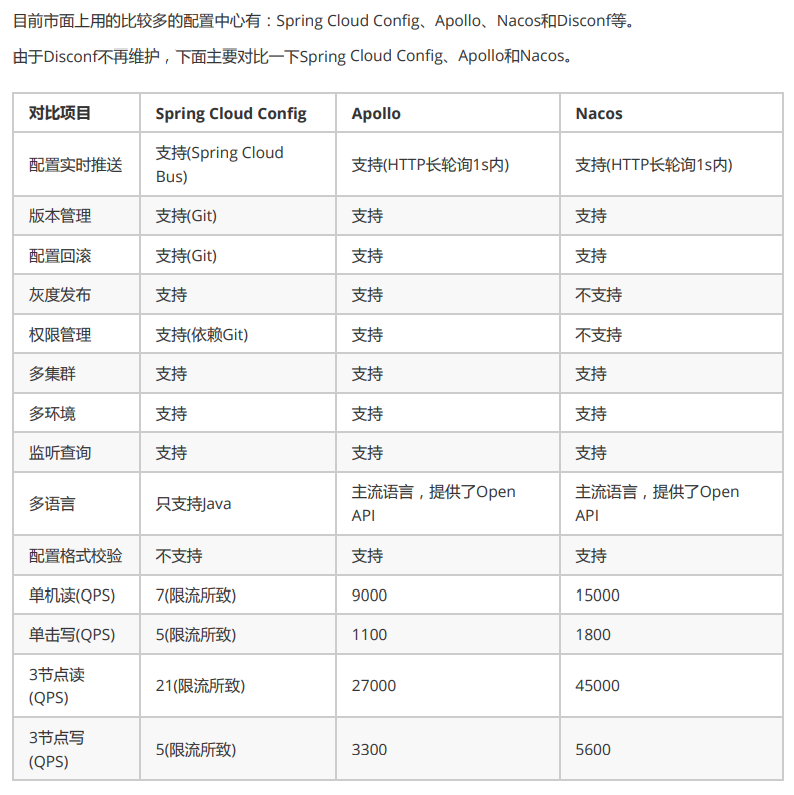 目前市面上用的比较多的配置中心有：Spring Cloud Config、Apollo、Nacos和Disconf等。
由于Disconf不再维护，下面主要对比一下Spring Cloud Config、Apollo和Nacos。
对比项目 Spring Cloud Config Apollo Nacos
配置实时推送 支持(Spring Cloud Bus) 支持(HTTP长轮询1s内) 支持(HTTP长轮询1s内)
版本管理 支持(Git) 支持 支持
配置回滚 支持(Git) 支持 支持
灰度发布 支持 支持 不支持
权限管理 支持(依赖Git) 支持 不支持
多集群 支持 支持 支持
多环境 支持 支持 支持
监听查询 支持 支持 支持
多语言 只支持Java 主流语言，提供了Open API 主流语言，提供了Open API
配置格式校验 不支持 支持 支持
单机读(QPS) 7(限流所致) 9000 15000
单击写(QPS) 5(限流所致) 1100 1800
3节点读(QPS) 21(限流所致) 27000 45000
3节点写(QPS) 5(限流所致) 3300 5600